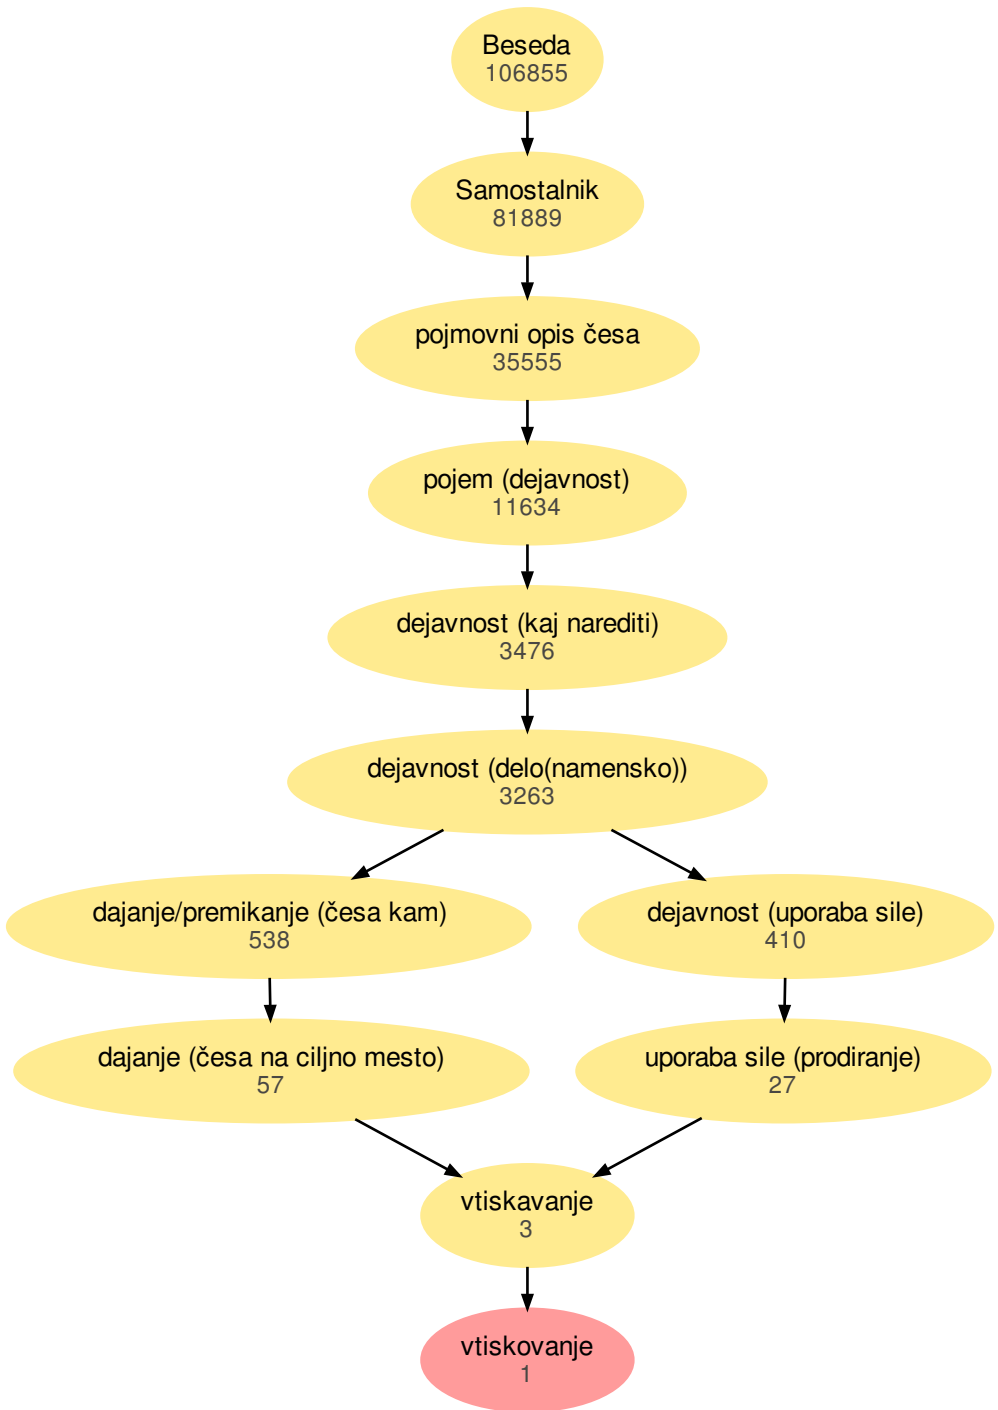 Beseda
106855
Samostalnik
81889
pojmovni opis česa
35555
pojem (dejavnost)
11634
dejavnost (kaj narediti)
3476
dejavnost (delo(namensko))
3263
dajanje/premikanje (česa kam)
538
dejavnost (uporaba sile)
410
dajanje (česa na ciljno mesto)
57
uporaba sile (prodiranje)
27
vtiskavanje
3
vtiskovanje
1